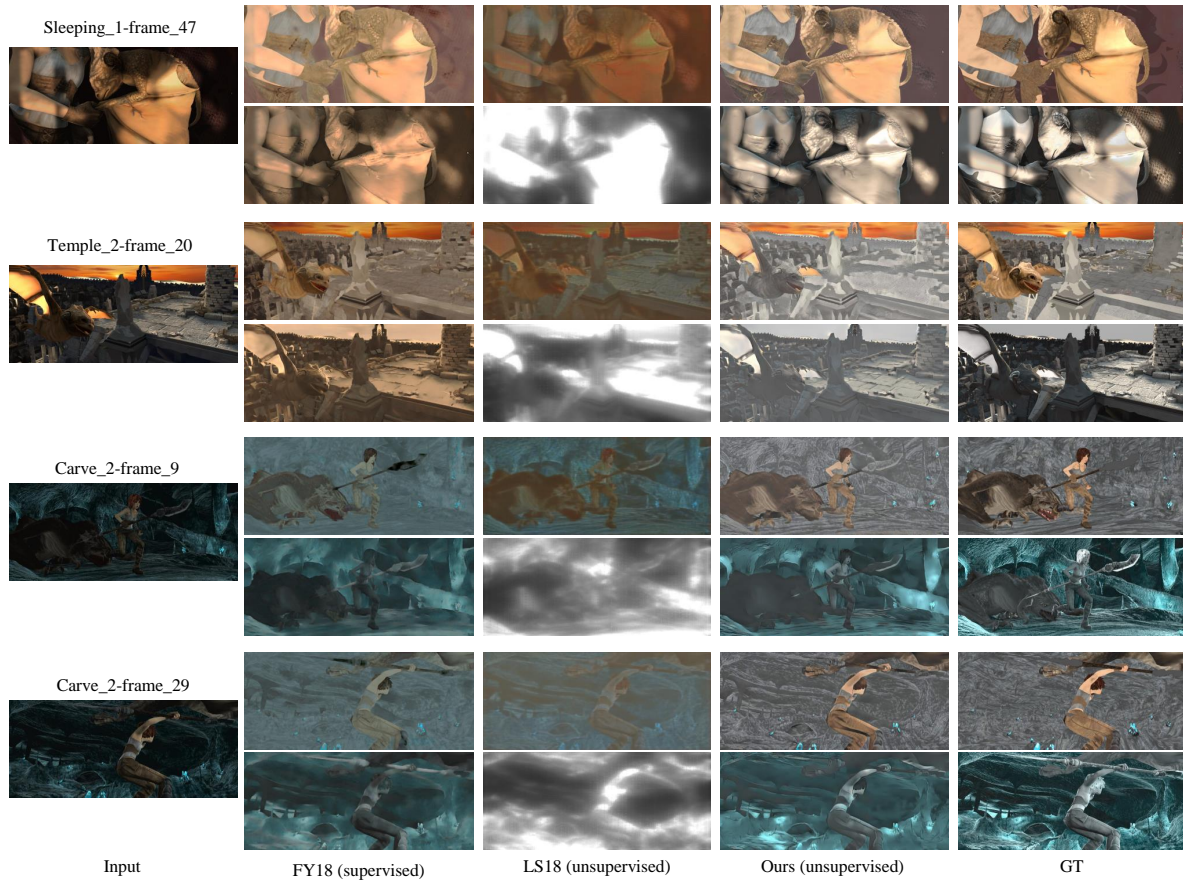 Sleeping_1-frame_47
Temple_2-frame_20
Carve_2-frame_9
Carve_2-frame_29
Input
FY18 (supervised)
LS18 (unsupervised)
Ours (unsupervised)
GT